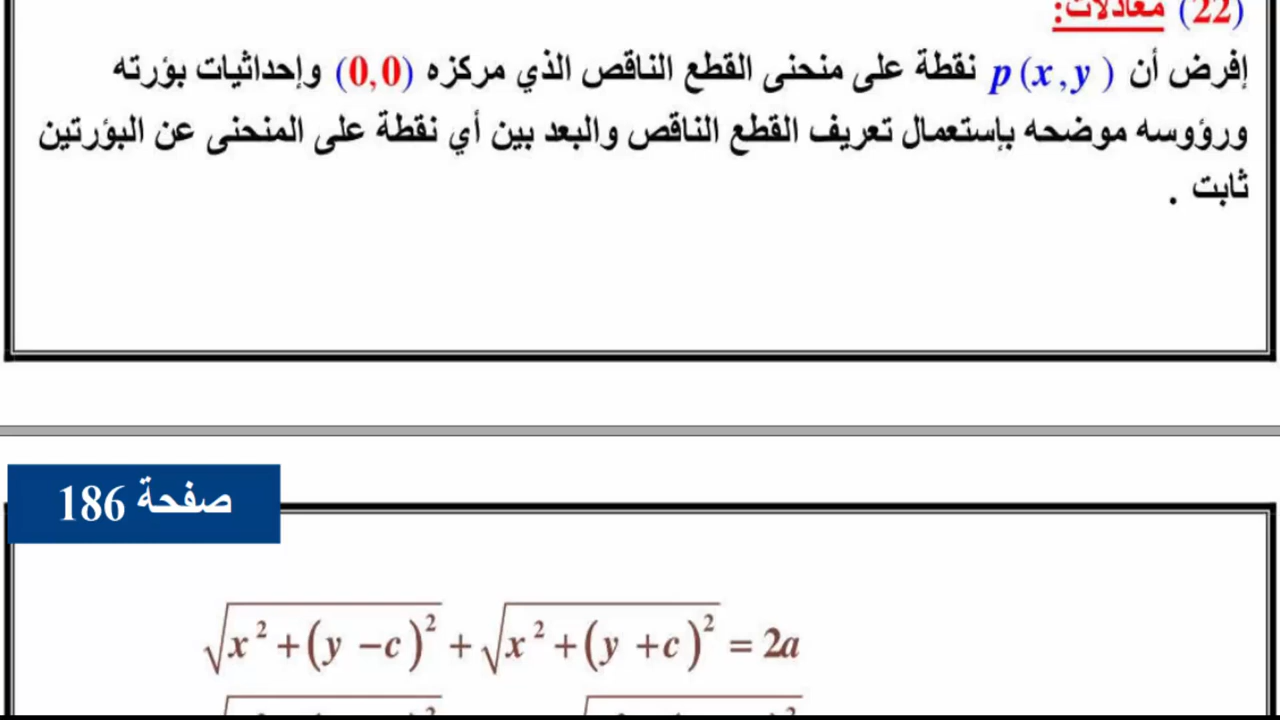 (22) معادلات:
إفرض أن p(x,y) نقطة على منحنى القطع الناقص الذي مركزه (0,0) وإحداثيات بؤرته
ورؤوسه موضحه بإستعمال تعريف القطع الناقص والبعد بين أي نقطة على المنحنى عن البؤرتين
ثابت .
صفحة 186
√(x² + (y − c)²) + √(x² + (y + c)²) = 2a